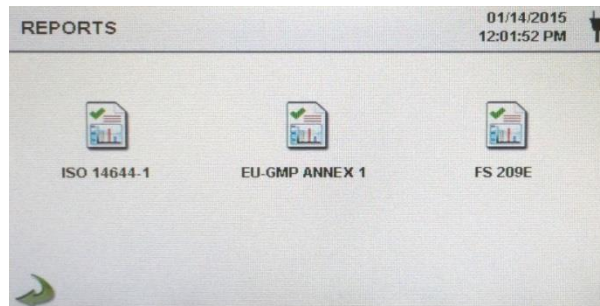 REPORTS
01/14/2015
12:01:52 PM
ISO 14644-1
EU-GMP ANNEX 1
FS 209E